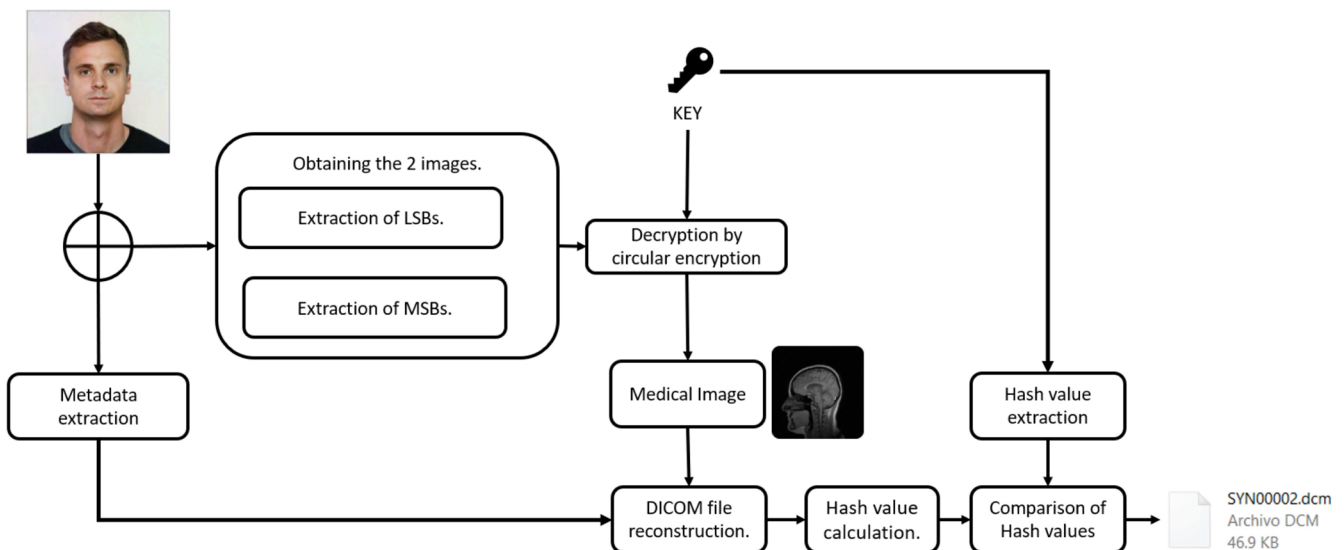 KEY
Obtaining the 2 images.
Extraction of LSBs.
Extraction of MSBs.
Decryption by
circular encryption
Metadata
extraction
Medical Image
Hash value
extraction
DICOM file
reconstruction.
Hash value
calculation.
Comparison of
Hash values
SYN00002.dcm
Archivo DCM
46.9 KB